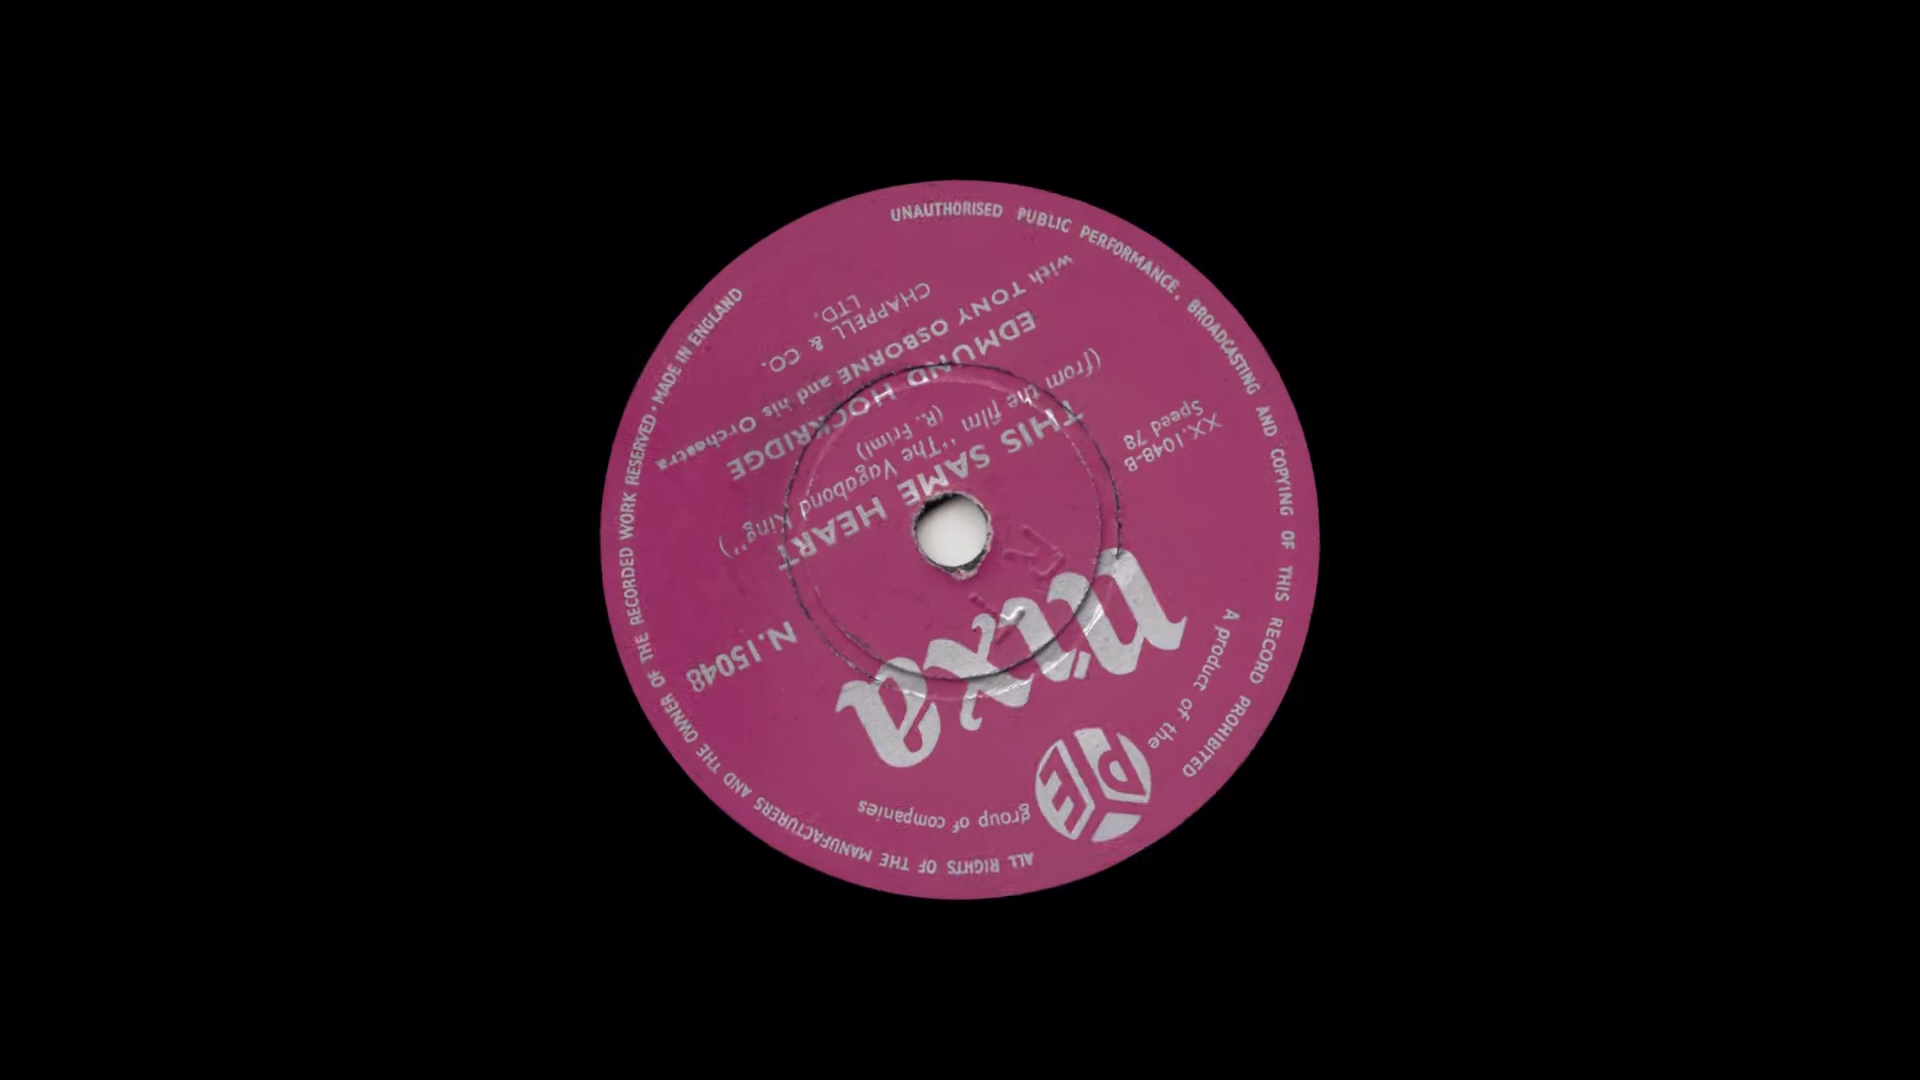 nixa
A product of the
PYE
group of companies
N.15048
XX.1048-B
Speed 78
THIS SAME HEART
(from the film "The Vagabond King")
(R. Friml)
EDMUND HOCKRIDGE
with TONY OSBORNE and his Orchestra
CHAPPELL & CO.
LTD.
ALL RIGHTS OF THE MANUFACTURERS AND THE OWNER OF THE RECORDED WORK RESERVED • MADE IN ENGLAND
UNAUTHORISED PUBLIC PERFORMANCE, BROADCASTING AND COPYING OF THIS RECORD PROHIBITED